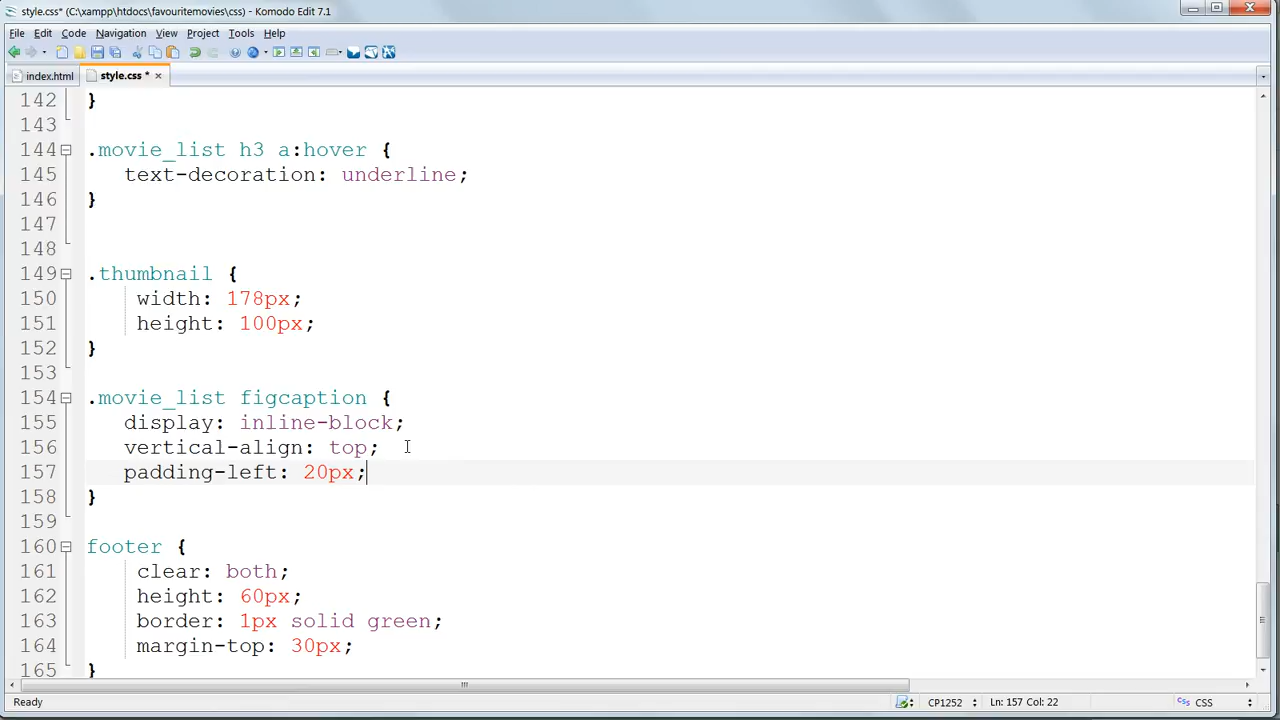 style.css* (C:\xampp\htdocs\favouritemovies\css) - Komodo Edit 7.1
File Edit Code Navigation View Project Tools Help
index.html style.css *
142 }
143
144 .movie_list h3 a:hover {
145 text-decoration: underline;
146 }
147
148
149 .thumbnail {
150 width: 178px;
151 height: 100px;
152 }
153
154 .movie_list figcaption {
155 display: inline-block;
156 vertical-align: top;
157 padding-left: 20px;
158 }
159
160 footer {
161 clear: both;
162 height: 60px;
163 border: 1px solid green;
164 margin-top: 30px;
165 }
Ready CP1252 Ln: 157 Col: 22 CSS